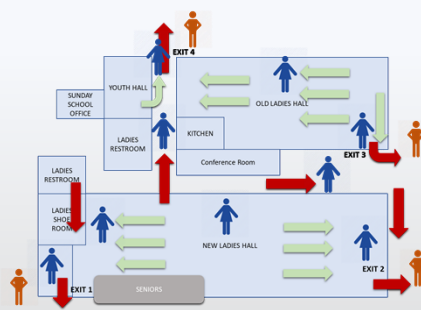 EXIT 4
YOUTH HALL
SUNDAY
SCHOOL
OFFICE
OLD LADIES HALL
LADIES
RESTROOM
KITCHEN
EXIT 3
Conference Room
LADIES
RESTROOM
LADIES
SHOE
ROOM
NEW LADIES HALL
EXIT 2
EXIT 1
SENIORS